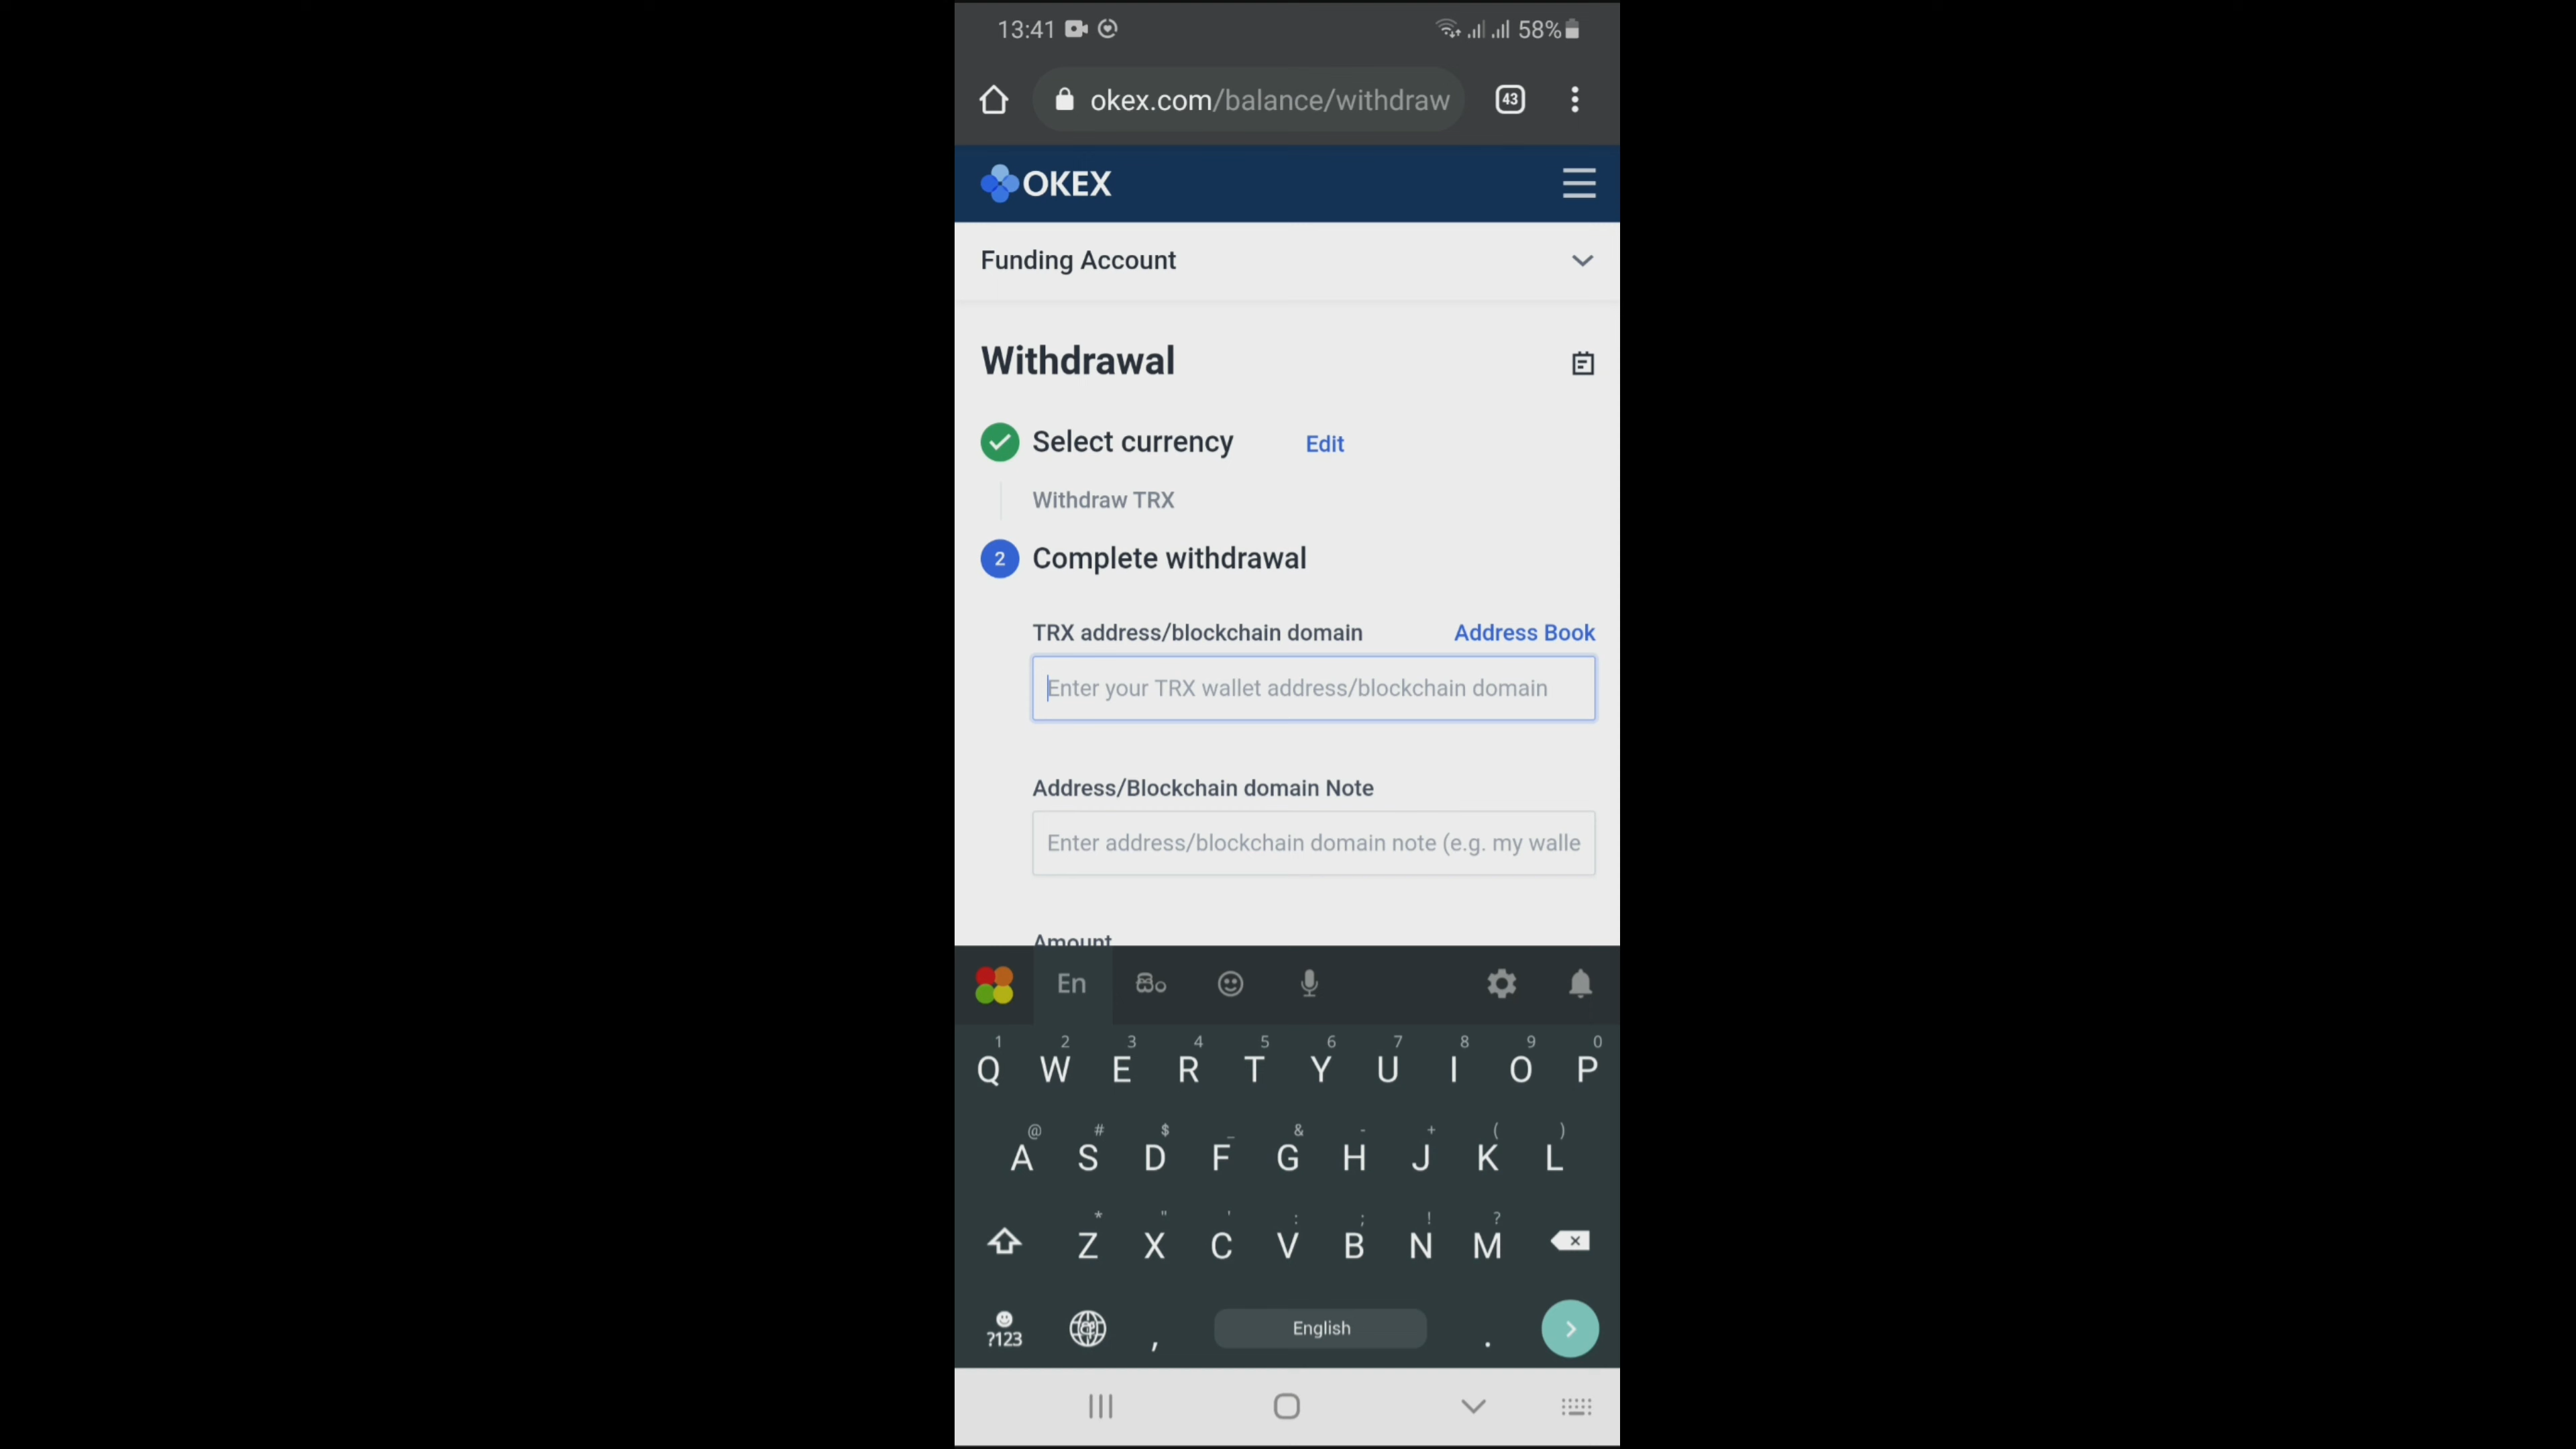 13:41 58%
okex.com/balance/withdraw 43
OKEX
Funding Account
Withdrawal
Select currency Edit
Withdraw TRX
2 Complete withdrawal
TRX address/blockchain domain Address Book
Enter your TRX wallet address/blockchain domain
Address/Blockchain domain Note
Enter address/blockchain domain note (e.g. my walle
Amount
En සිං
1 2 3 4 5 6 7 8 9 0
Q W E R T Y U I O P
@ # $ _ & - + ( )
A S D F G H J K L
* " ' : ; ! ?
Z X C V B N M
?123 , English .